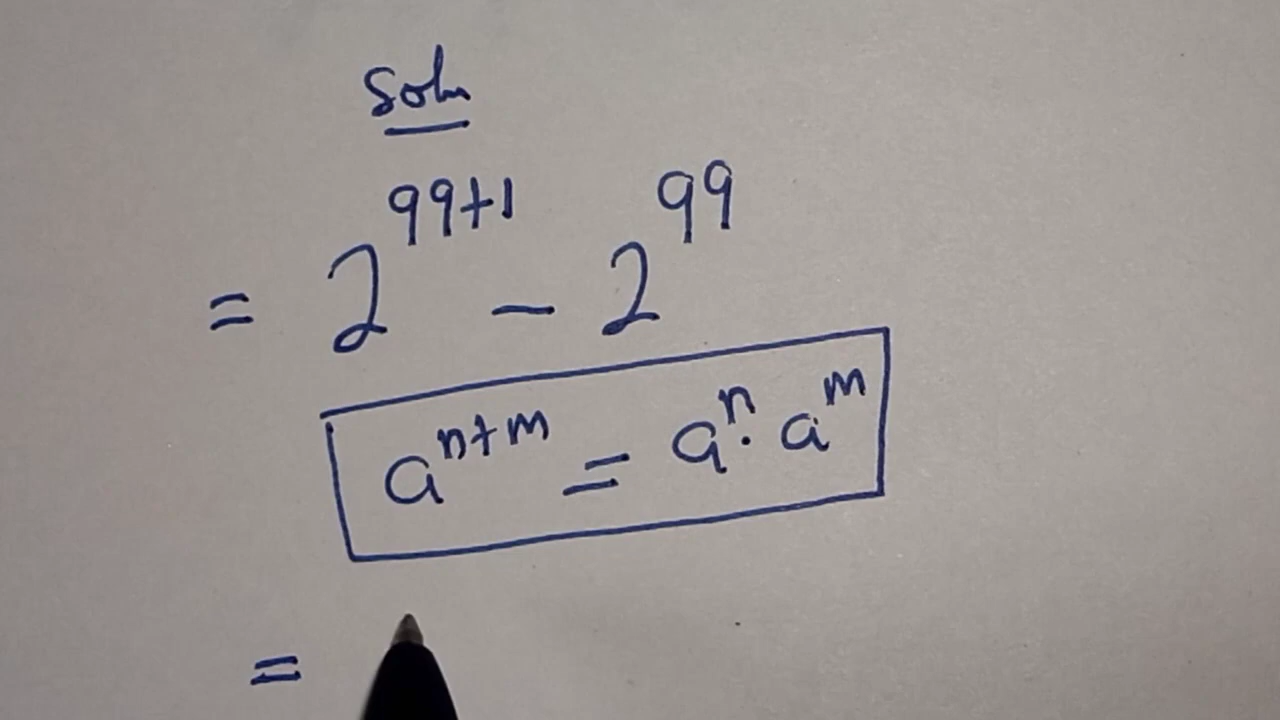 Soln
= 2^{99+1} - 2^{99}
a^{n+m} = a^n . a^m
=